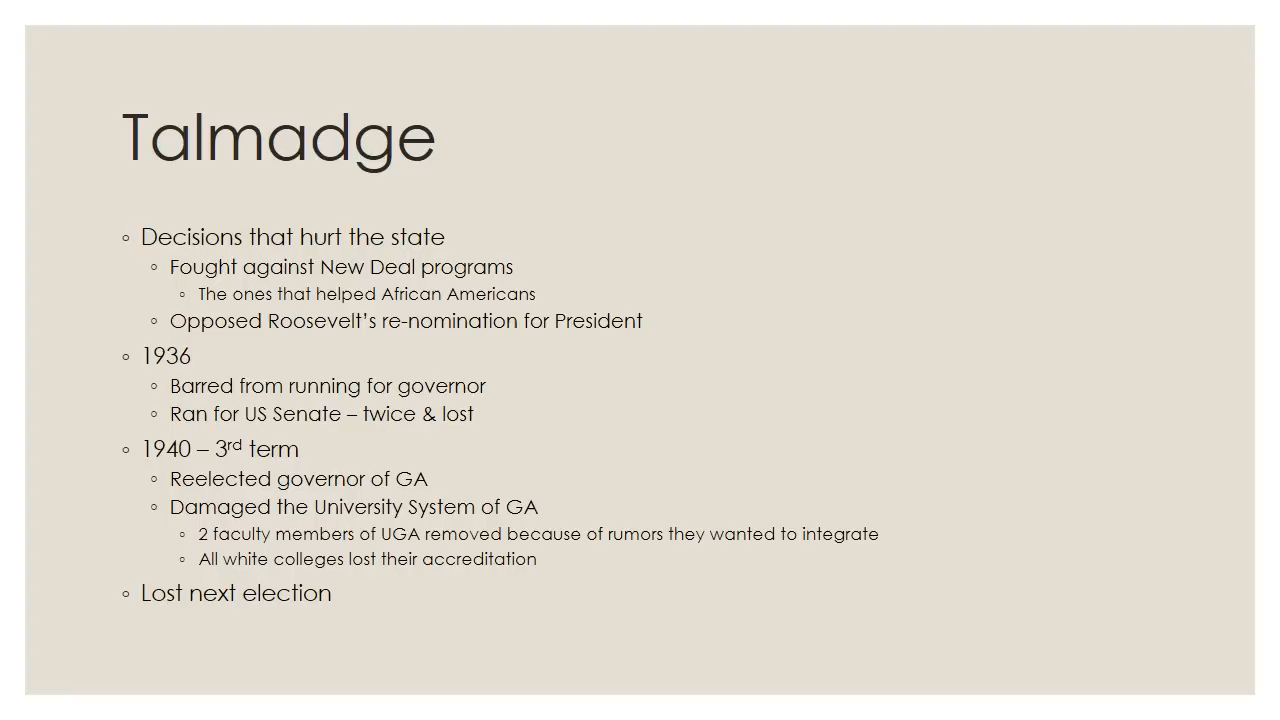 Talmadge
◦ Decisions that hurt the state
◦ Fought against New Deal programs
◦ The ones that helped African Americans
◦ Opposed Roosevelt’s re-nomination for President
◦ 1936
◦ Barred from running for governor
◦ Ran for US Senate – twice & lost
◦ 1940 – 3rd term
◦ Reelected governor of GA
◦ Damaged the University System of GA
◦ 2 faculty members of UGA removed because of rumors they wanted to integrate
◦ All white colleges lost their accreditation
◦ Lost next election